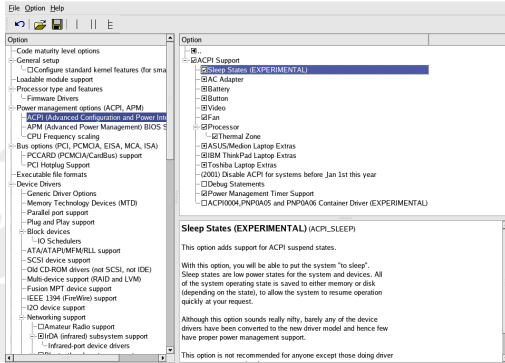 File Option Help
Option
Code maturity level options
General setup
Configure standard kernel features (for sma
Loadable module support
Processor type and features
Firmware Drivers
Power management options (ACPI, APM)
ACPI (Advanced Configuration and Power Int
APM (Advanced Power Management) BIOS S
CPU Frequency scaling
Bus options (PCI, PCMCIA, EISA, MCA, ISA)
PCCARD (PCMCIA/CardBus) support
PCI Hotplug Support
Executable file formats
Device Drivers
Generic Driver Options
Memory Technology Devices (MTD)
Parallel port support
Plug and Play support
Block devices
IO Schedulers
ATA/ATAPI/MFM/RLL support
SCSI device support
Old CD-ROM drivers (not SCSI, not IDE)
Multi-device support (RAID and LVM)
Fusion MPT device support
IEEE 1394 (FireWire) support
I2O device support
Networking support
Amateur Radio support
IrDA (infrared) subsystem support
Infrared-port device drivers
Option
..
ACPI Support
Sleep States (EXPERIMENTAL)
AC Adapter
Battery
Button
Video
Fan
Processor
Thermal Zone
ASUS/Medion Laptop Extras
IBM ThinkPad Laptop Extras
Toshiba Laptop Extras
(2001) Disable ACPI for systems before Jan 1st this year
Debug Statements
Power Management Timer Support
ACPI0004,PNP0A05 and PNP0A06 Container Driver (EXPERIMENTAL)
Sleep States (EXPERIMENTAL) (ACPI_SLEEP)
This option adds support for ACPI suspend states.
With this option, you will be able to put the system "to sleep".
Sleep states are low power states for the system and devices. All
of the system operating state is saved to either memory or disk
(depending on the state), to allow the system to resume operation
quickly at your request.
Although this option sounds really nifty, barely any of the device
drivers have been converted to the new driver model and hence few
have proper power management support.
This option is not recommended for anyone except those doing driver